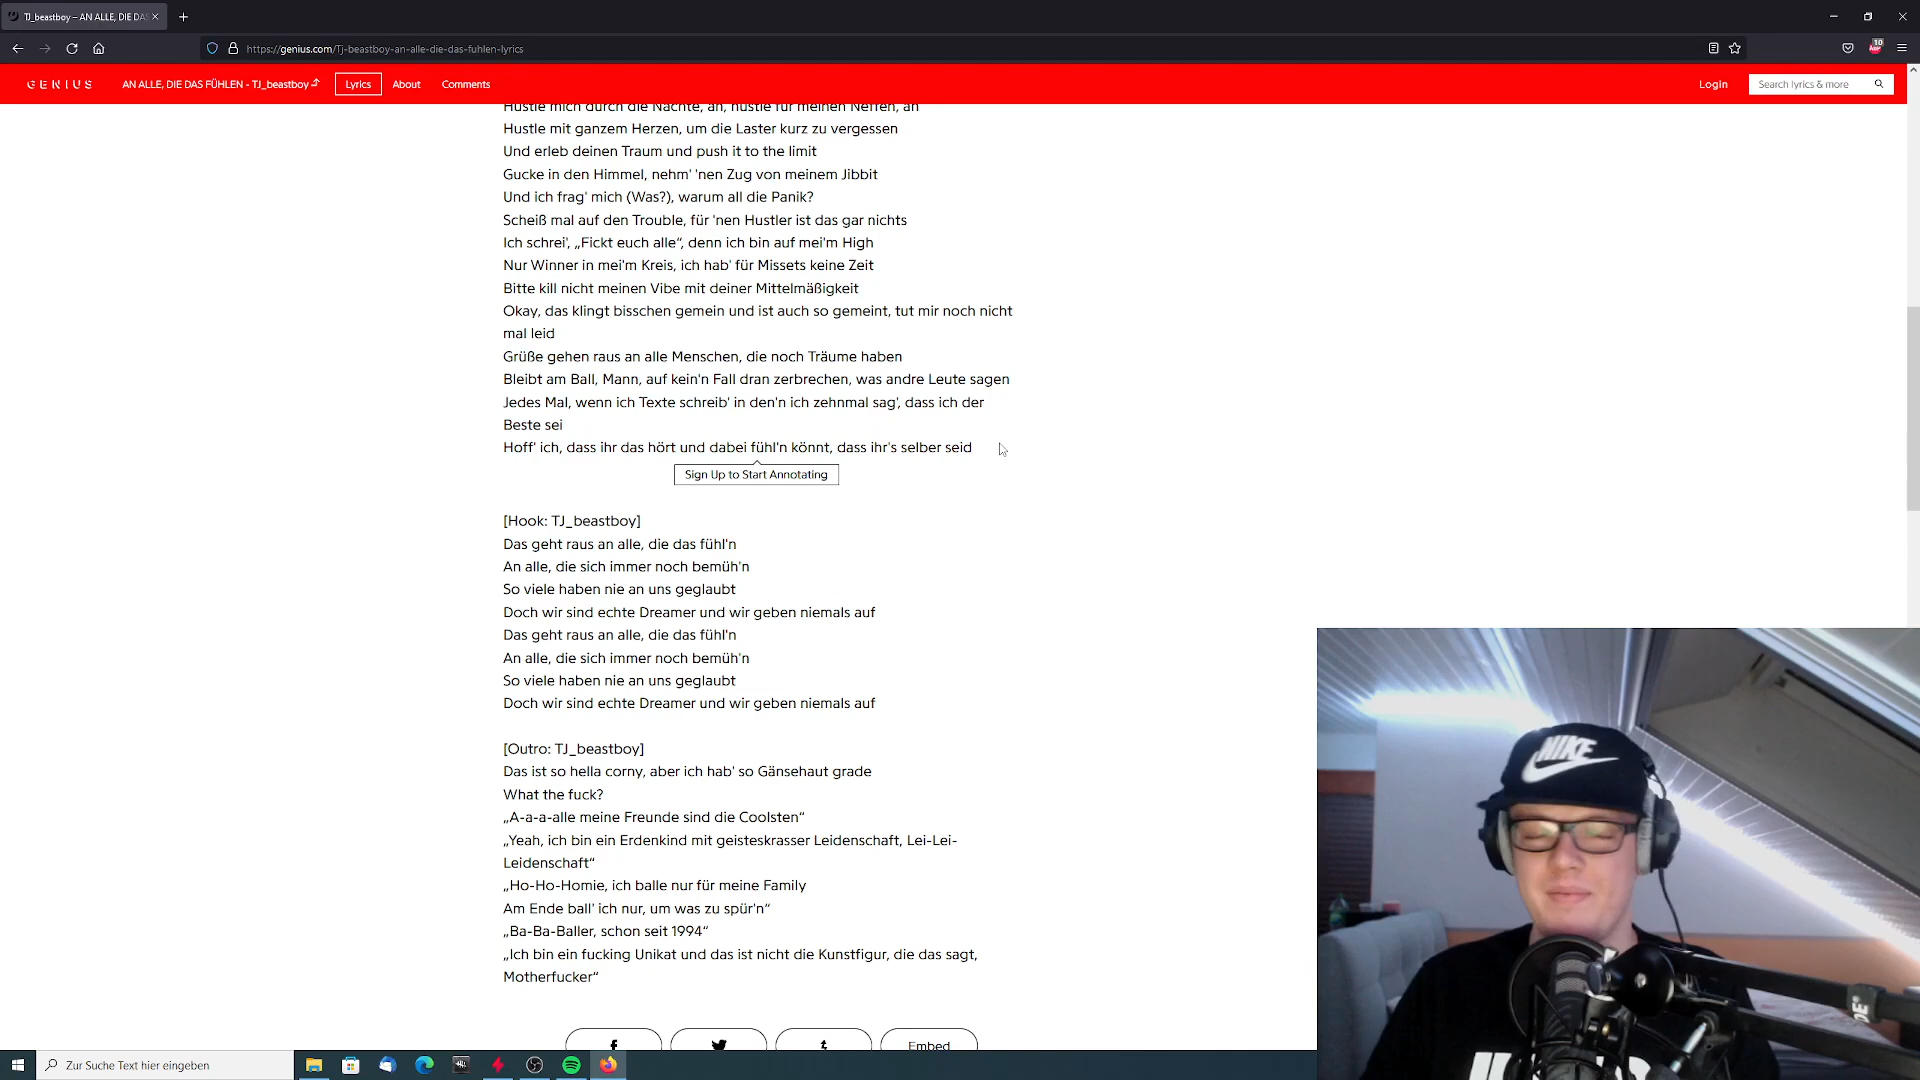 TJ_beastboy – AN ALLE, DIE DAS
https://genius.com/Tj-beastboy-an-alle-die-das-fuhlen-lyrics
10
GENIUS
AN ALLE, DIE DAS FÜHLEN - TJ_beastboy
Lyrics
About
Comments
Login
Search lyrics & more
Hustle mich durch die Nächte, ah, hustle für meinen Neffen, ah
Hustle mit ganzem Herzen, um die Laster kurz zu vergessen
Und erleb deinen Traum und push it to the limit
Gucke in den Himmel, nehm' 'nen Zug von meinem Jibbit
Und ich frag' mich (Was?), warum all die Panik?
Scheiß mal auf den Trouble, für 'nen Hustler ist das gar nichts
Ich schrei', „Fickt euch alle“, denn ich bin auf mei'm High
Nur Winner in mei'm Kreis, ich hab' für Missets keine Zeit
Bitte kill nicht meinen Vibe mit deiner Mittelmäßigkeit
Okay, das klingt bisschen gemein und ist auch so gemeint, tut mir noch nicht
mal leid
Grüße gehen raus an alle Menschen, die noch Träume haben
Bleibt am Ball, Mann, auf kein'n Fall dran zerbrechen, was andre Leute sagen
Jedes Mal, wenn ich Texte schreib' in den'n ich zehnmal sag', dass ich der
Beste sei
Hoff' ich, dass ihr das hört und dabei fühl'n könnt, dass ihr's selber seid
Sign Up to Start Annotating
[Hook: TJ_beastboy]
Das geht raus an alle, die das fühl'n
An alle, die sich immer noch bemüh'n
So viele haben nie an uns geglaubt
Doch wir sind echte Dreamer und wir geben niemals auf
Das geht raus an alle, die das fühl'n
An alle, die sich immer noch bemüh'n
So viele haben nie an uns geglaubt
Doch wir sind echte Dreamer und wir geben niemals auf
[Outro: TJ_beastboy]
Das ist so hella corny, aber ich hab' so Gänsehaut grade
What the fuck?
„A-a-a-alle meine Freunde sind die Coolsten“
„Yeah, ich bin ein Erdenkind mit geisteskrasser Leidenschaft, Lei-Lei-
Leidenschaft“
„Ho-Ho-Homie, ich balle nur für meine Family
Am Ende ball' ich nur, um was zu spür'n“
„Ba-Ba-Baller, schon seit 1994“
„Ich bin ein fucking Unikat und das ist nicht die Kunstfigur, die das sagt,
Motherfucker“
Embed
NIKE
Zur Suche Text hier eingeben